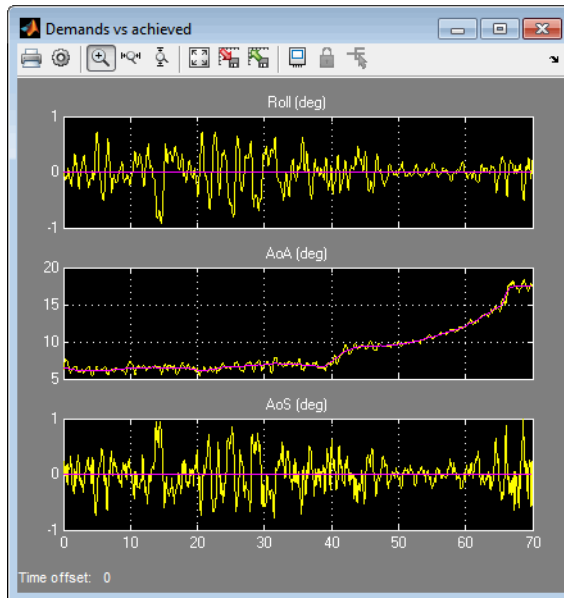 Demands vs achieved
Roll (deg)
1
0
-1
AoA (deg)
20
15
10
5
AoS (deg)
1
0
-1
0 10 20 30 40 50 60 70
Time offset: 0